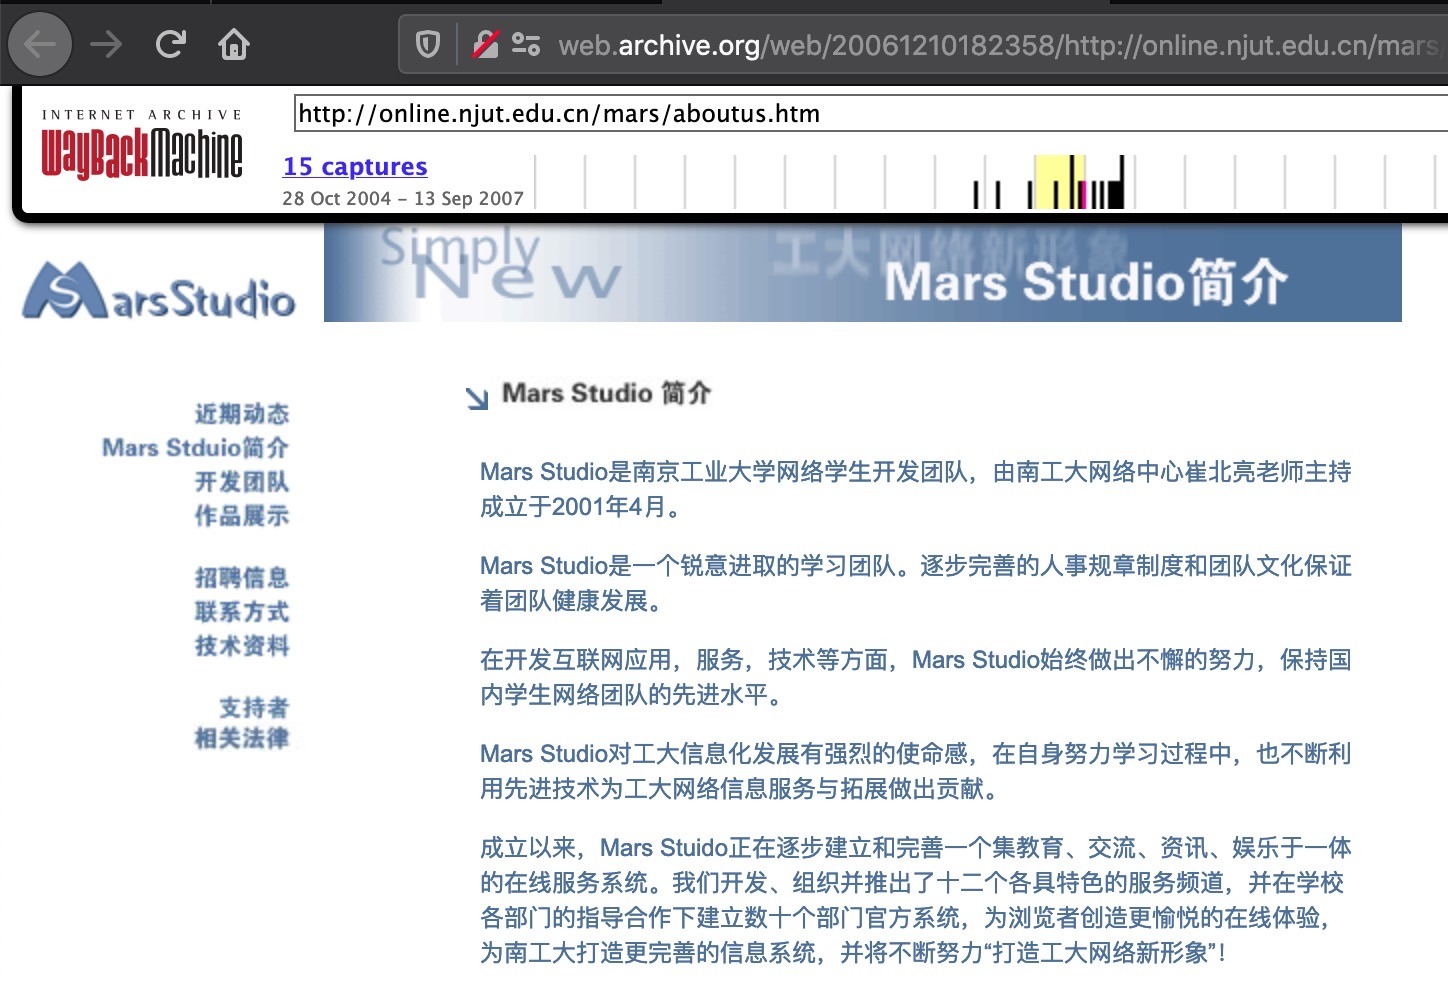 web.archive.org/web/20061210182358/http://online.njut.edu.cn/mars
INTERNET ARCHIVE
WayBackMachine
http://online.njut.edu.cn/mars/aboutus.htm
15 captures
28 Oct 2004 – 13 Sep 2007
MarsStudio
Simply
New
工大网络新形象
Mars Studio简介
近期动态
Mars Stduio简介
开发团队
作品展示
招聘信息
联系方式
技术资料
支持者
相关法律
Mars Studio 简介
Mars Studio是南京工业大学网络学生开发团队，由南工大网络中心崔北亮老师主持
成立于2001年4月。
Mars Studio是一个锐意进取的学习团队。逐步完善的人事规章制度和团队文化保证
着团队健康发展。
在开发互联网应用，服务，技术等方面，Mars Studio始终做出不懈的努力，保持国
内学生网络团队的先进水平。
Mars Studio对工大信息化发展有强烈的使命感，在自身努力学习过程中，也不断利
用先进技术为工大网络信息服务与拓展做出贡献。
成立以来，Mars Stuido正在逐步建立和完善一个集教育、交流、资讯、娱乐于一体
的在线服务系统。我们开发、组织并推出了十二个各具特色的服务频道，并在学校
各部门的指导合作下建立数十个部门官方系统，为浏览者创造更愉悦的在线体验，
为南工大打造更完善的信息系统，并将不断努力“打造工大网络新形象”！